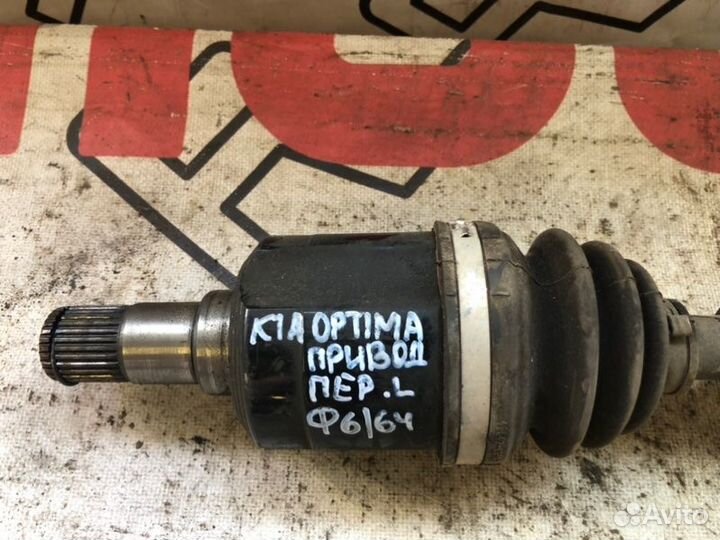 KIA OPTIMA
ПРИВОД
ПЕР. L
Ф6/64
Avito